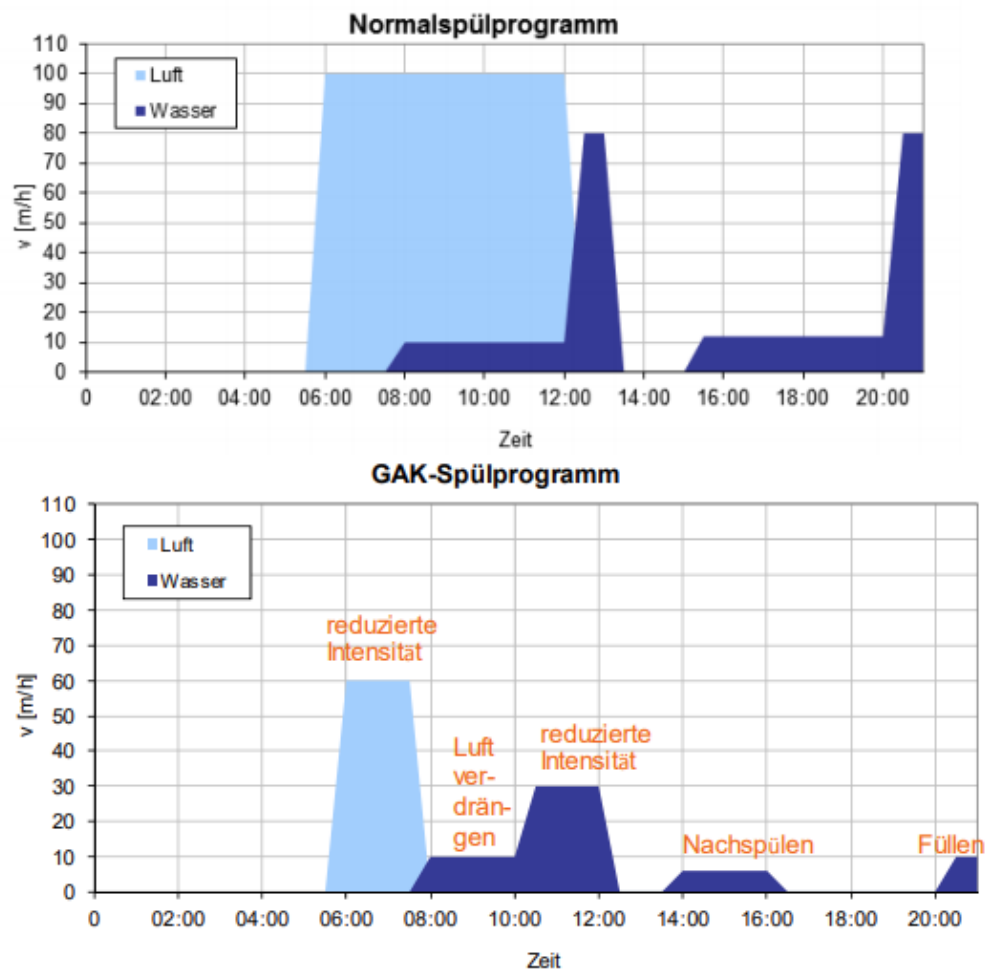 Normalspülprogramm
110
100
90
80
70
60
50
40
30
20
10
0
v [m/h]
Luft
Wasser
0 02:00 04:00 06:00 08:00 10:00 12:00 14:00 16:00 18:00 20:00
Zeit
GAK-Spülprogramm
110
100
90
80
70
60
50
40
30
20
10
0
v [m/h]
Luft
Wasser
reduzierte
Intensität
Luft
ver-
drän-
gen
reduzierte
Intensität
Nachspülen
Füllen
0 02:00 04:00 06:00 08:00 10:00 12:00 14:00 16:00 20:00
Zeit